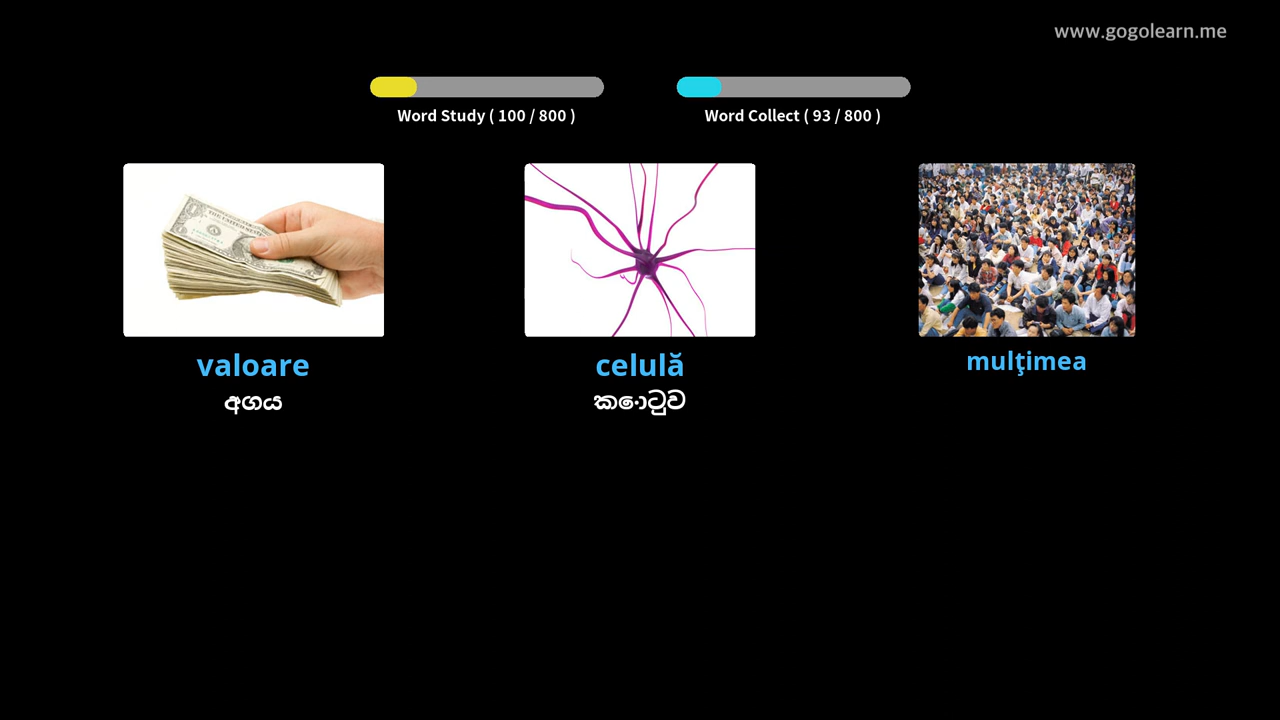 www.gogolearn.me
Word Study ( 100 / 800 )
Word Collect ( 93 / 800 )
valoare
celulă
mulţimea
අගය
කොටුව